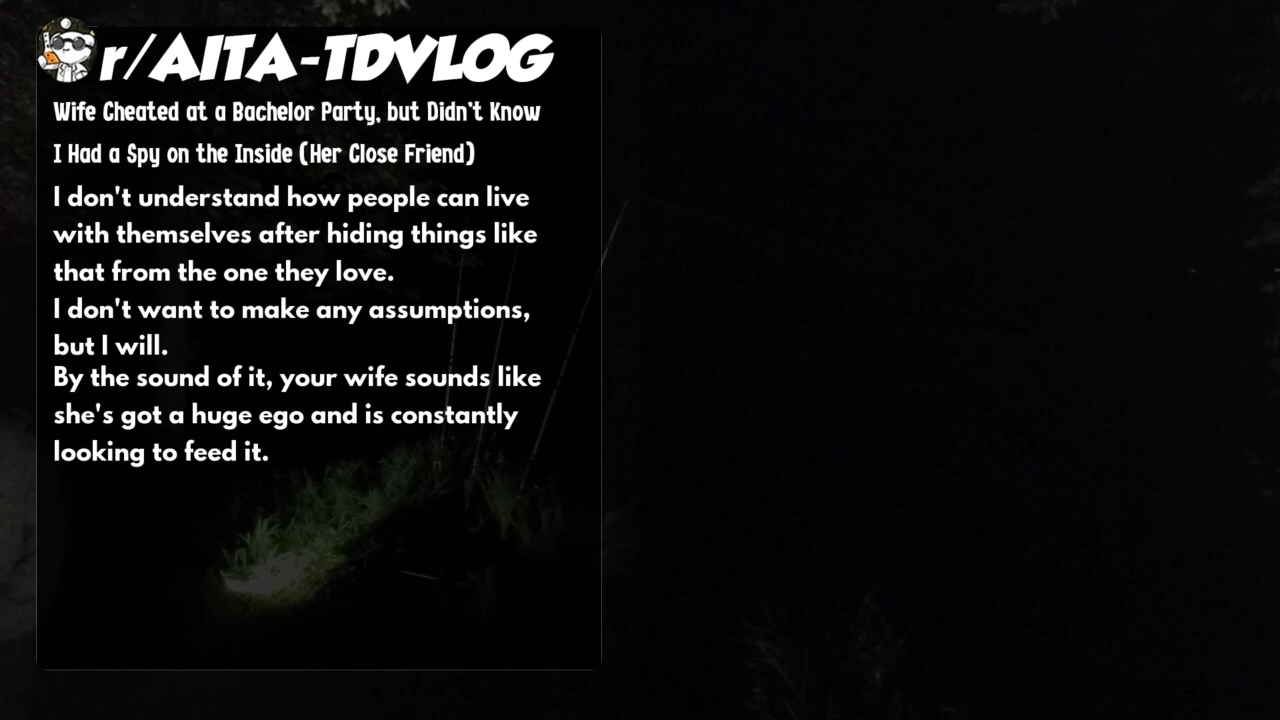 r/AITA-TDVLOG
Wife Cheated at a Bachelor Party, but Didn't Know
I Had a Spy on the Inside (Her Close Friend)
I don't understand how people can live
with themselves after hiding things like
that from the one they love.
I don't want to make any assumptions,
but I will.
By the sound of it, your wife sounds like
she's got a huge ego and is constantly
looking to feed it.